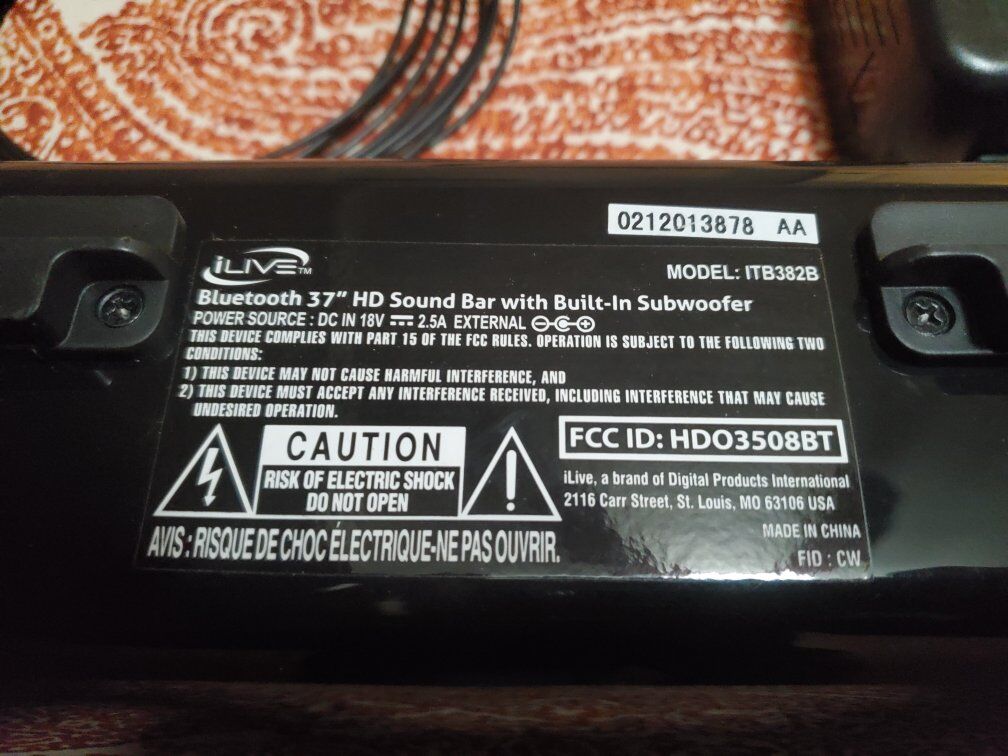 0212013878 AA
iLIVE™
MODEL: ITB382B
Bluetooth 37" HD Sound Bar with Built-In Subwoofer
POWER SOURCE : DC IN 18V ⎓ 2.5A EXTERNAL
THIS DEVICE COMPLIES WITH PART 15 OF THE FCC RULES. OPERATION IS SUBJECT TO THE FOLLOWING TWO
CONDITIONS:
1) THIS DEVICE MAY NOT CAUSE HARMFUL INTERFERENCE, AND
2) THIS DEVICE MUST ACCEPT ANY INTERFERENCE RECEIVED, INCLUDING INTERFERENCE THAT MAY CAUSE
UNDESIRED OPERATION.
CAUTION
RISK OF ELECTRIC SHOCK
DO NOT OPEN
AVIS : RISQUE DE CHOC ÉLECTRIQUE-NE PAS OUVRIR.
FCC ID: HDO3508BT
iLive, a brand of Digital Products International
2116 Carr Street, St. Louis, MO 63106 USA
MADE IN CHINA
FID : CW